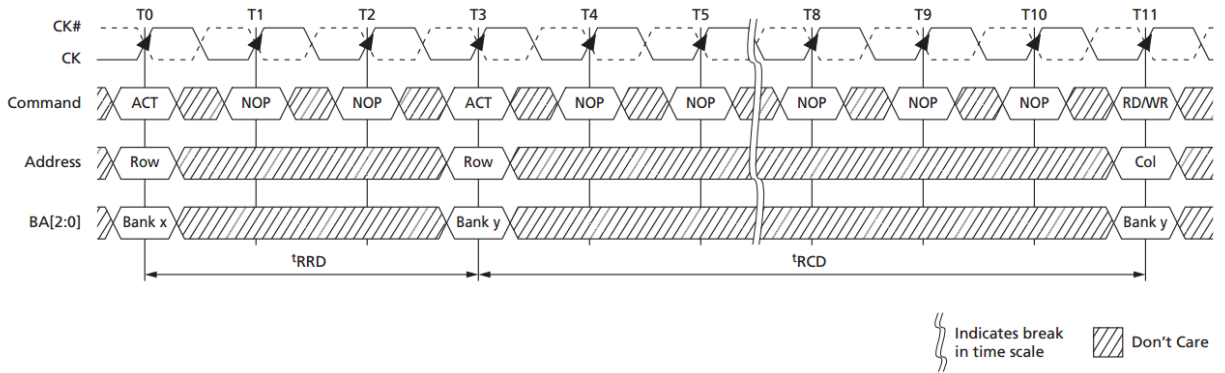 T0 T1 T2 T3 T4 T5 T8 T9 T10 T11
CK#
CK
Command ACT NOP NOP ACT NOP NOP NOP NOP NOP RD/WR
Address Row Row Col
BA[2:0] Bank x Bank y Bank y
tRRD tRCD
Indicates break
in time scale
Don't Care